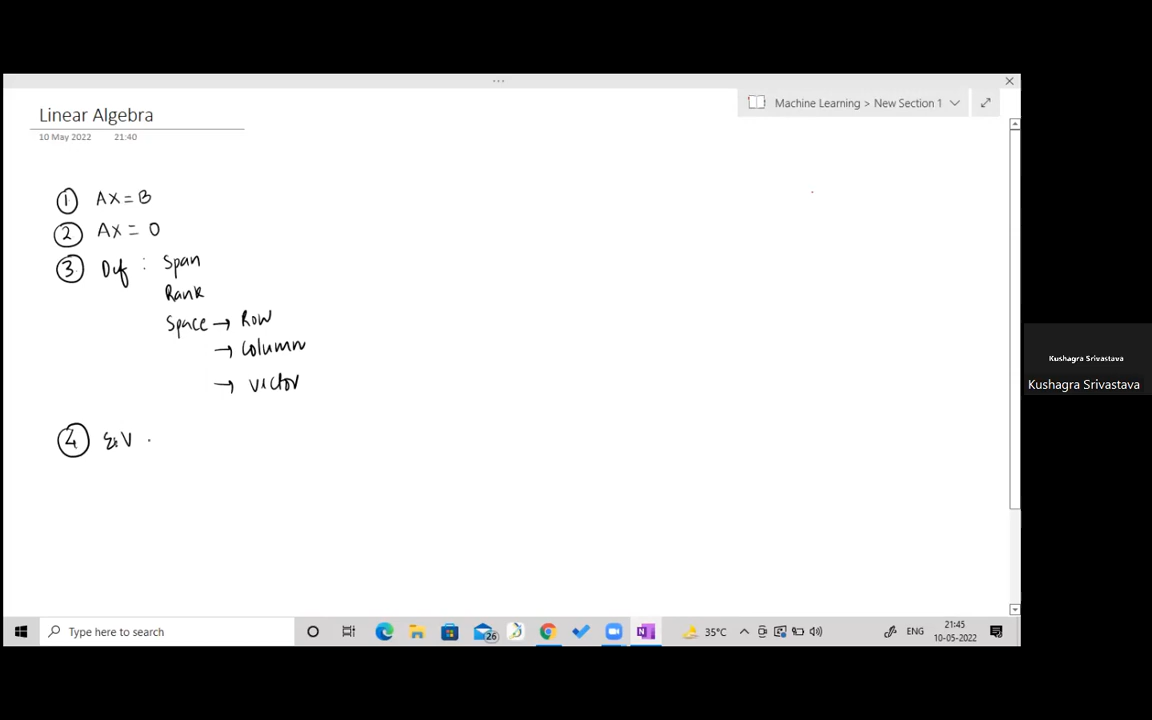 Linear Algebra
10 May 2022 21:40
Machine Learning > New Section 1
① AX = B
② AX = 0
③ Def : Span
Rank
Space → Row
→ Column
→ Vector
④
Kushagra Srivastava
Kushagra Srivastava
Type here to search
26
35°C
ENG
21:45
10-05-2022